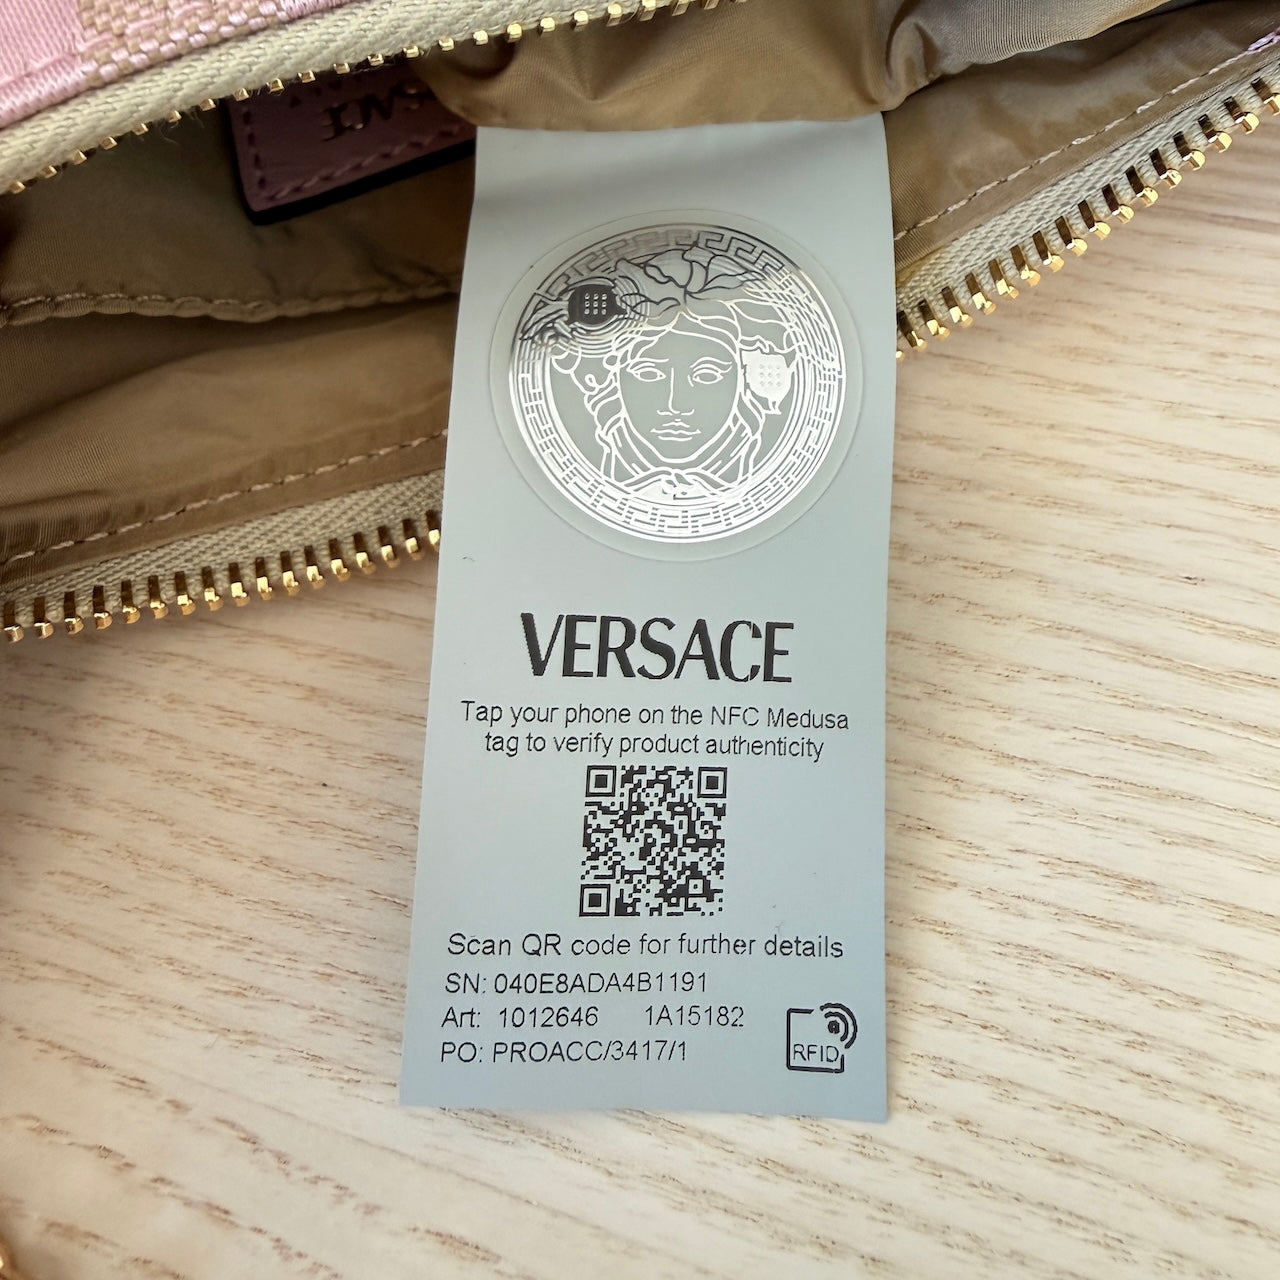 VERSACE
Tap your phone on the NFC Medusa
tag to verify product authenticity
Scan QR code for further details
SN: 040E8ADA4B1191
Art: 1012646 1A15182
PO: PROACC/3417/1
RFID